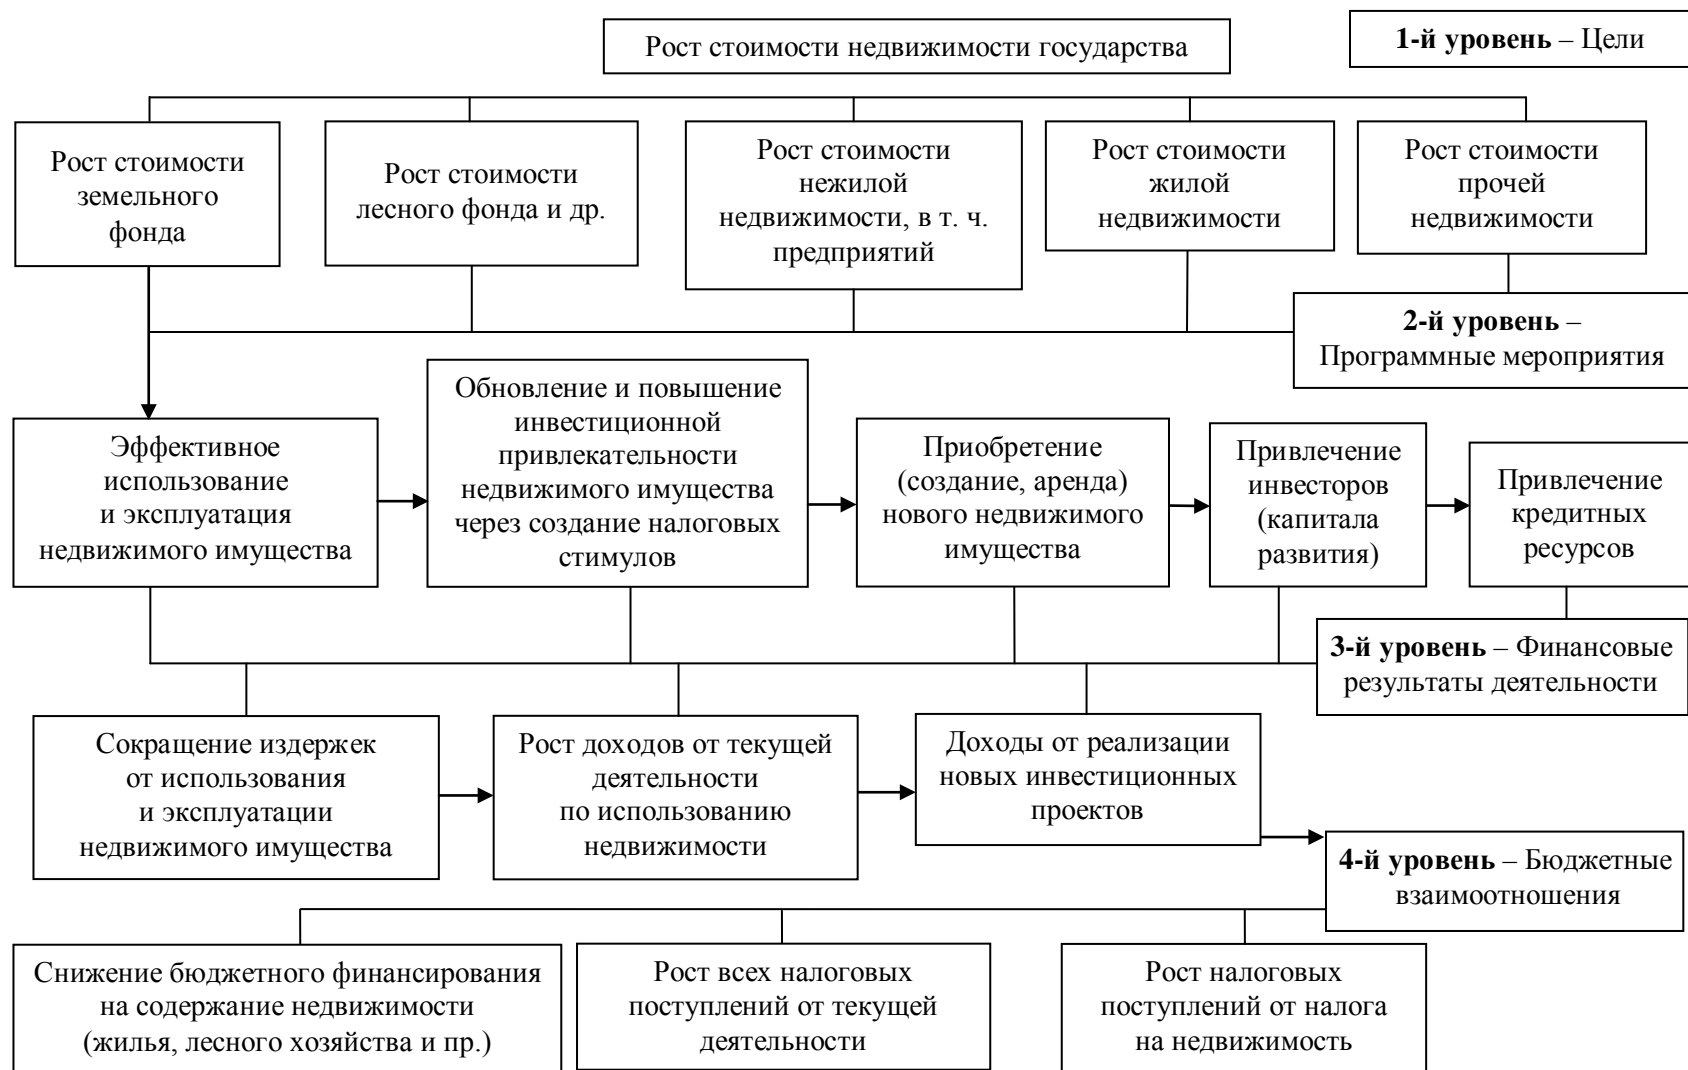 Рост стоимости недвижимости государства
1-й уровень – Цели
Рост стоимости
земельного
фонда
Рост стоимости
лесного фонда и др.
Рост стоимости
нежилой
недвижимости, в т. ч.
предприятий
Рост стоимости
жилой
недвижимости
Рост стоимости
прочей
недвижимости
2-й уровень –
Программные мероприятия
Эффективное
использование
и эксплуатация
недвижимого имущества
Обновление и повышение
инвестиционной
привлекательности
недвижимого имущества
через создание налоговых
стимулов
Приобретение
(создание, аренда)
нового недвижимого
имущества
Привлечение
инвесторов
(капитала
развития)
Привлечение
кредитных
ресурсов
3-й уровень – Финансовые
результаты деятельности
Сокращение издержек
от использования
и эксплуатации
недвижимого имущества
Рост доходов от текущей
деятельности
по использованию
недвижимости
Доходы от реализации
новых инвестиционных
проектов
4-й уровень – Бюджетные
взаимоотношения
Снижение бюджетного финансирования
на содержание недвижимости
(жилья, лесного хозяйства и пр.)
Рост всех налоговых
поступлений от текущей
деятельности
Рост налоговых
поступлений от налога
на недвижимость